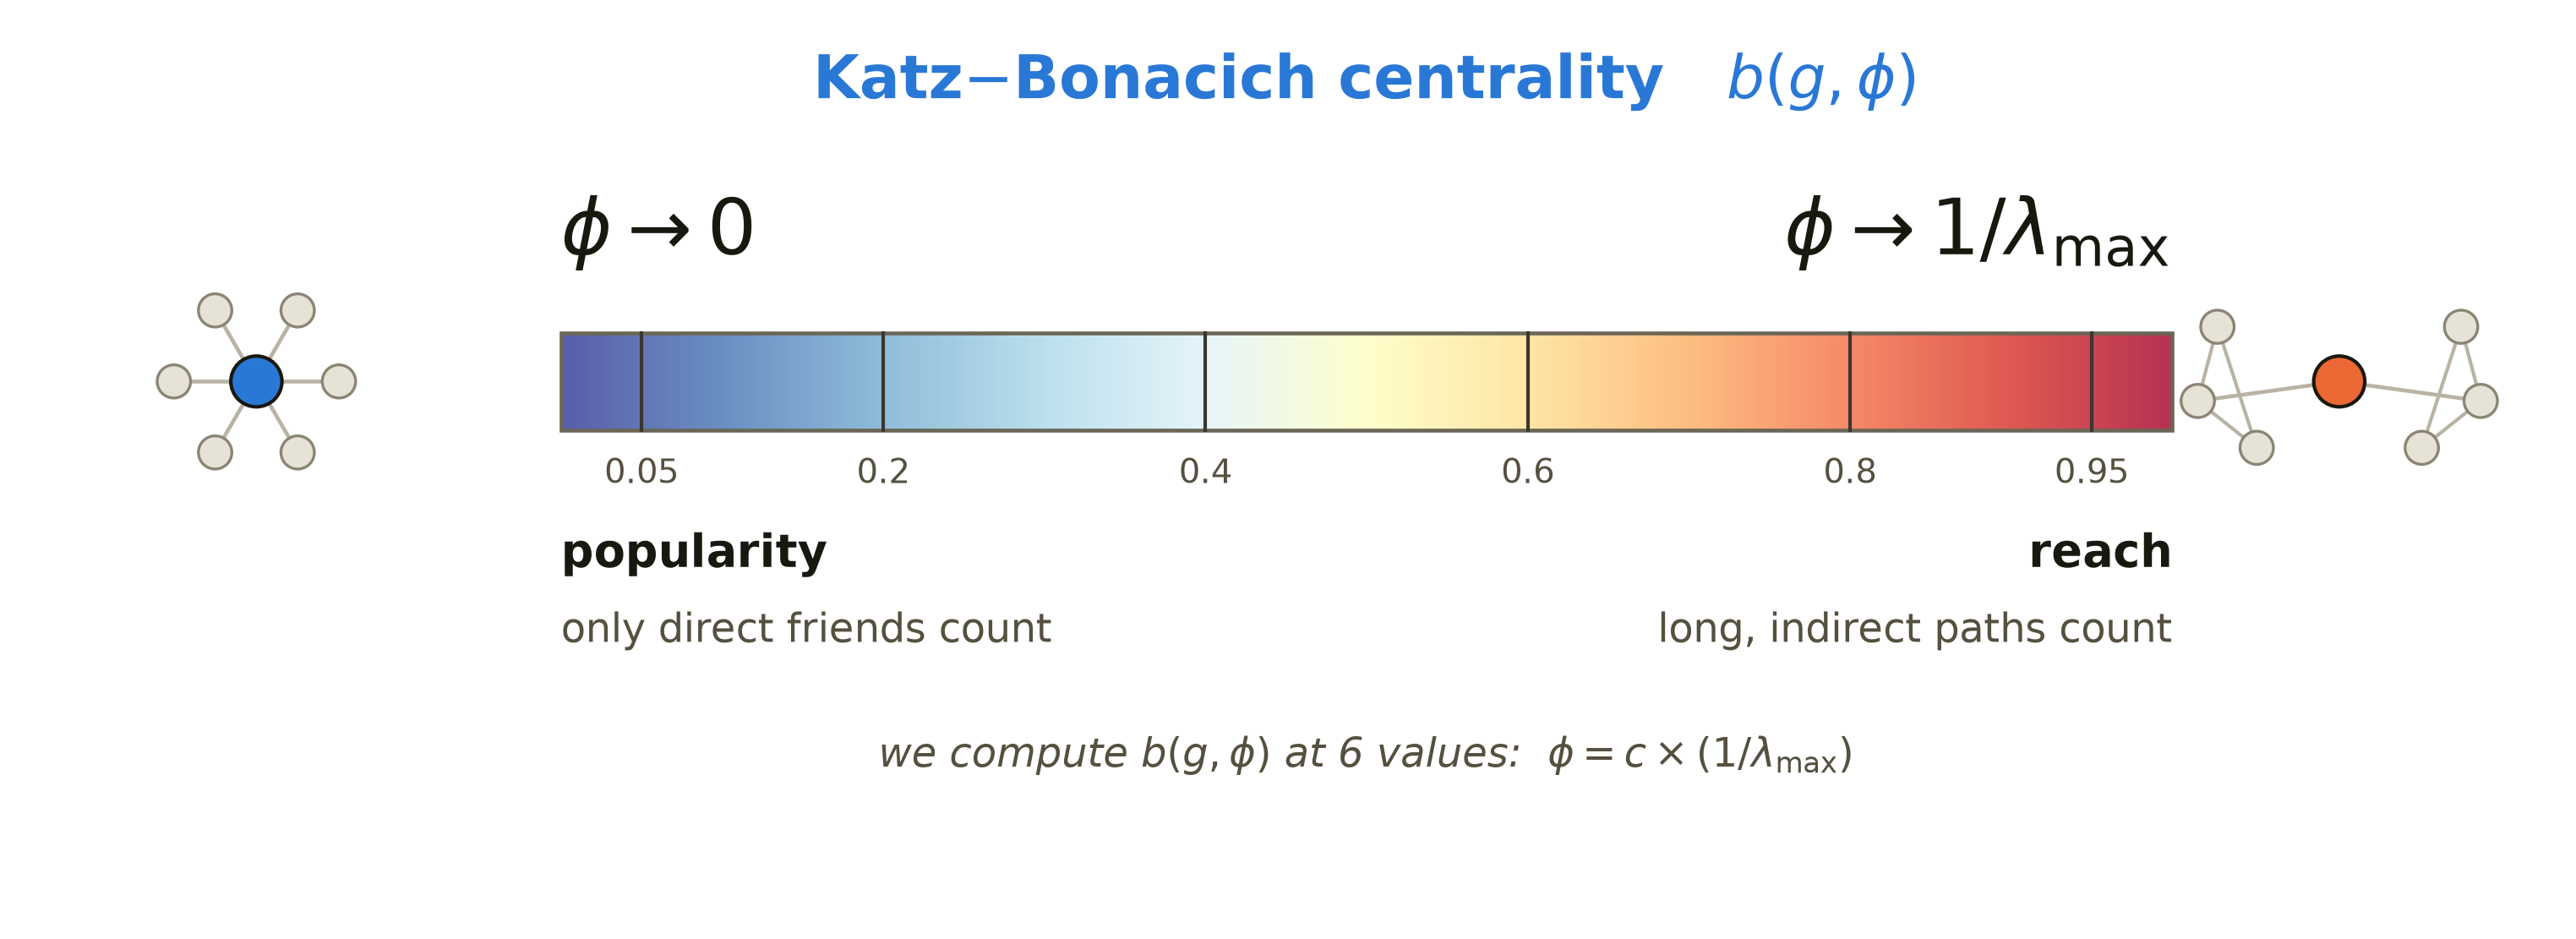 Katz−Bonacich centrality b(g, ϕ)
ϕ → 0 ϕ → 1/λmax
0.05 0.2 0.4 0.6 0.8 0.95
popularity reach
only direct friends count long, indirect paths count
we compute b(g, ϕ) at 6 values: ϕ = c × (1/λmax)